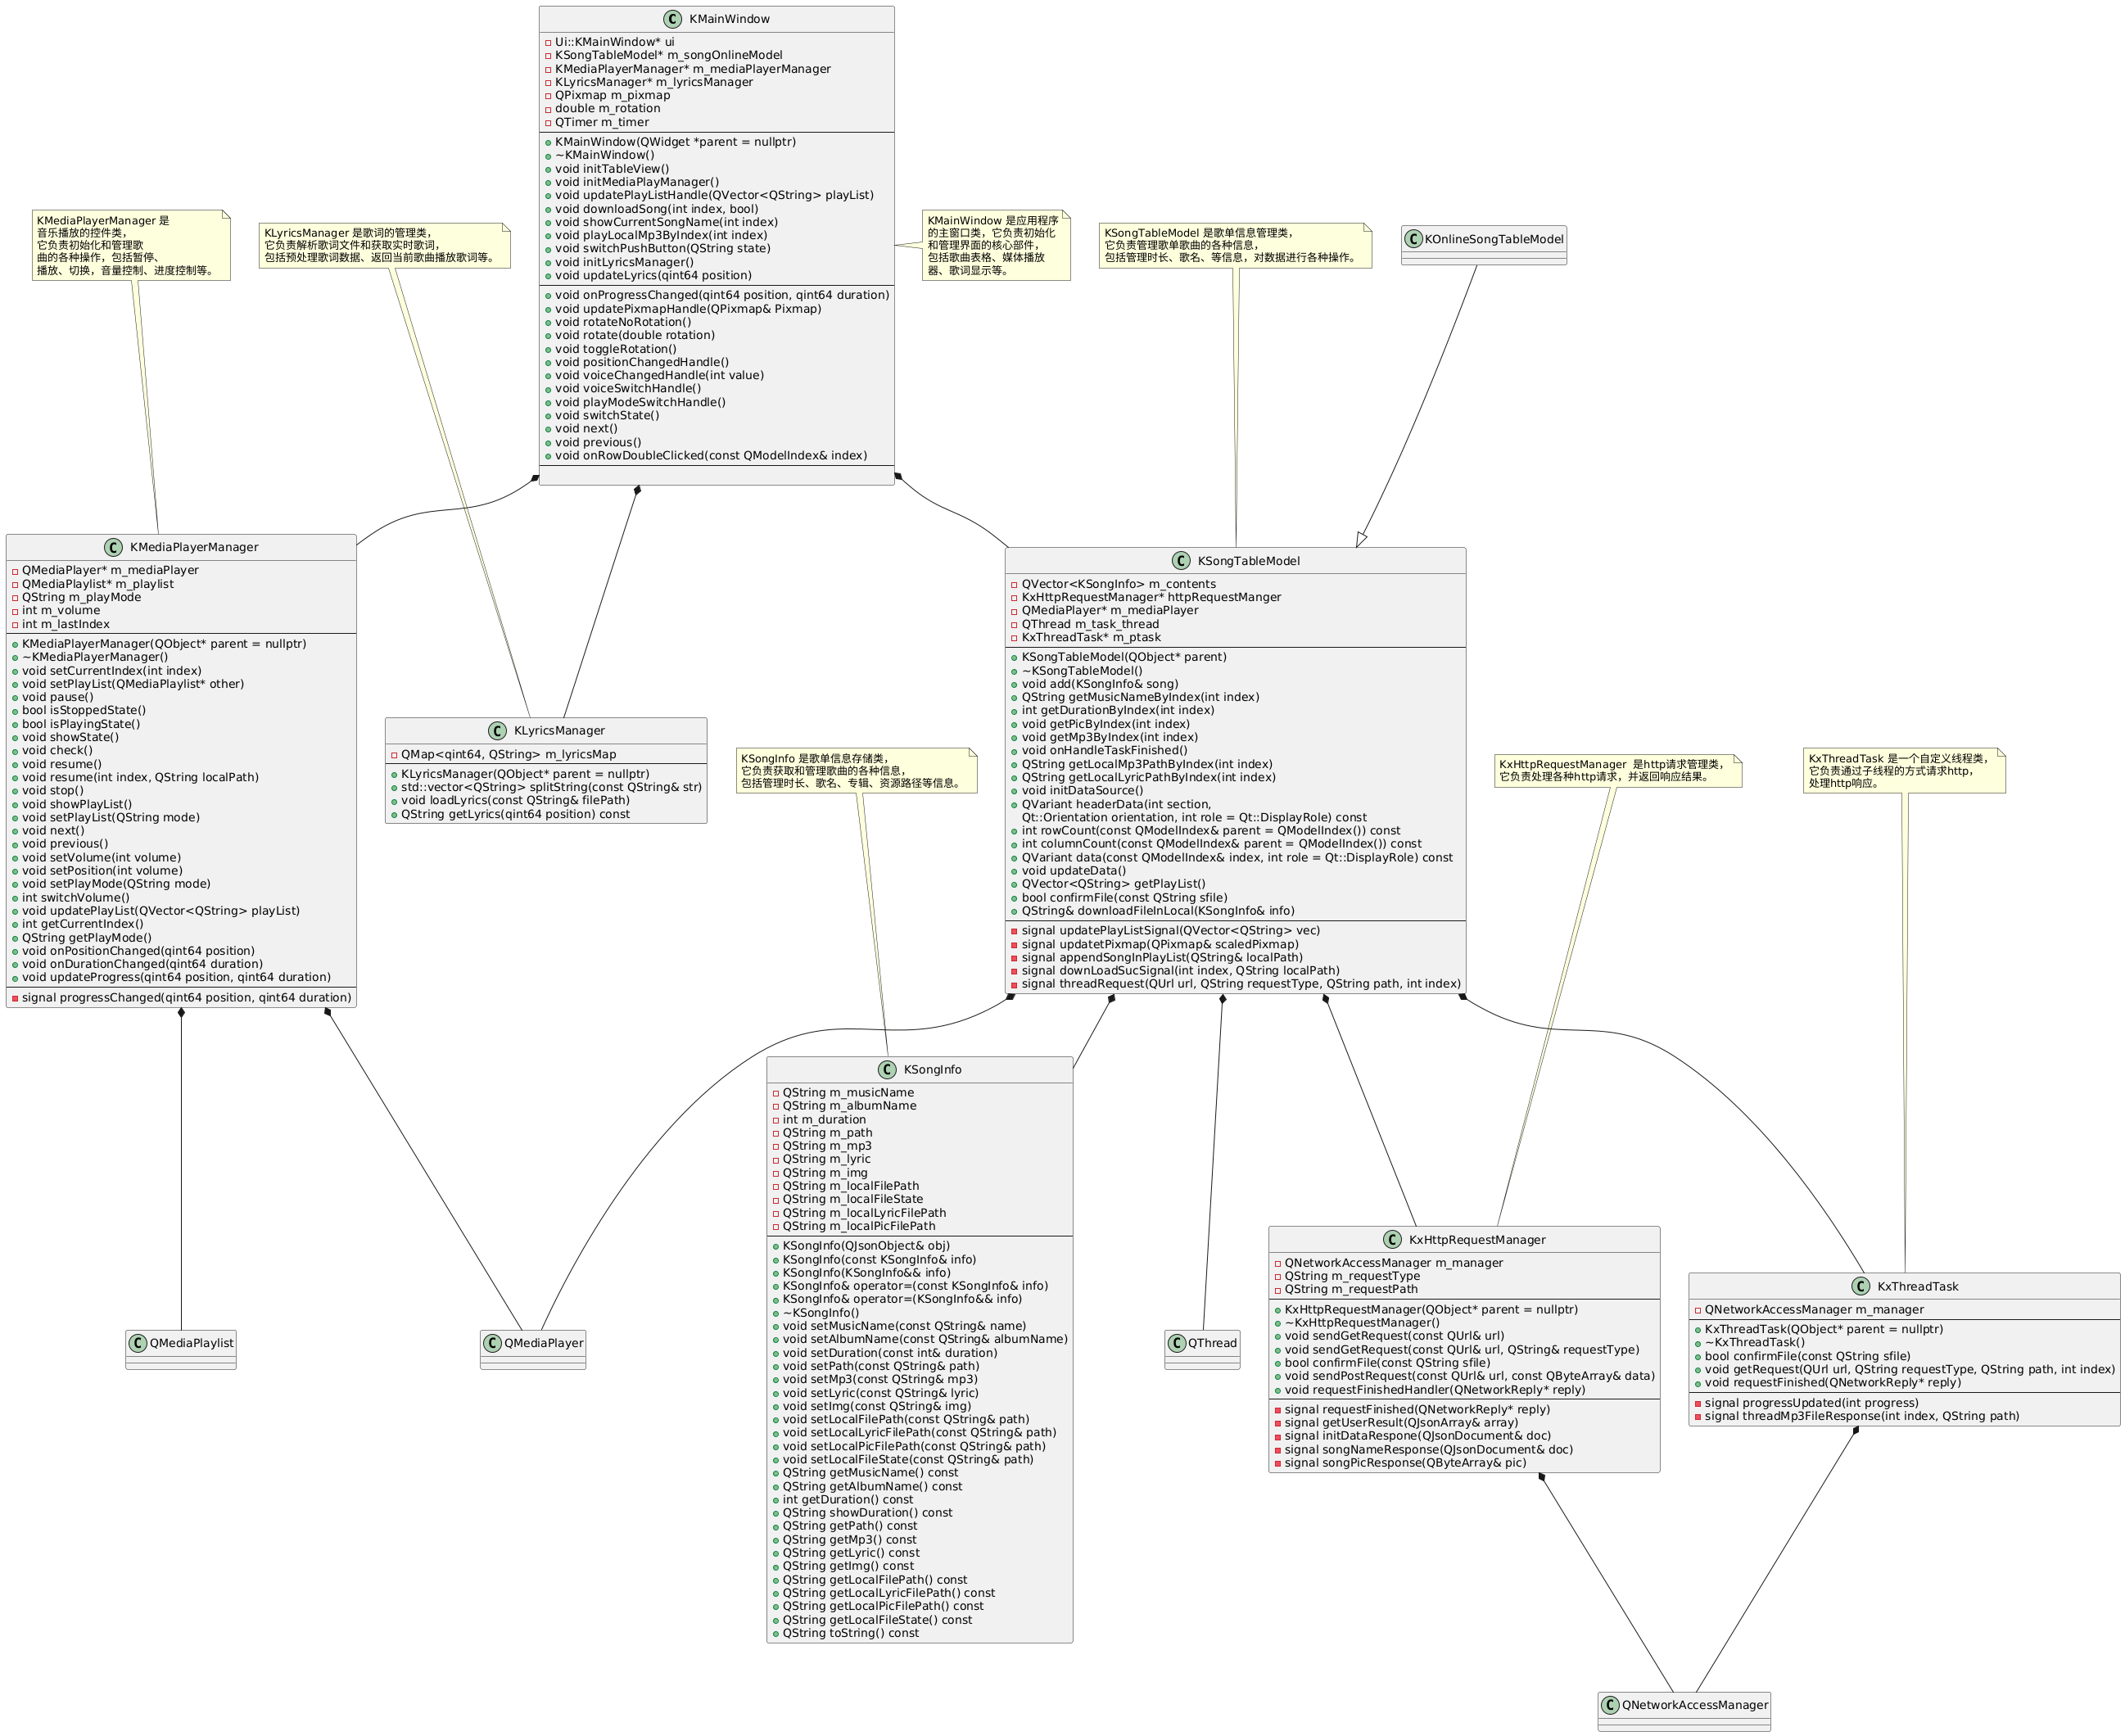 KMainWindow
Ui::KMainWindow* ui
KSongTableModel* m_songOnlineModel
KMediaPlayerManager* m_mediaPlayerManager
KLyricsManager* m_lyricsManager
QPixmap m_pixmap
double m_rotation
QTimer m_timer
KMainWindow(QWidget *parent = nullptr)
~KMainWindow()
void initTableView()
void initMediaPlayManager()
void updatePlayListHandle(QVector<QString> playList)
void downloadSong(int index, bool)
void showCurrentSongName(int index)
void playLocalMp3ByIndex(int index)
void switchPushButton(QString state)
void initLyricsManager()
void updateLyrics(qint64 position)
void onProgressChanged(qint64 position, qint64 duration)
void updatePixmapHandle(QPixmap& Pixmap)
void rotateNoRotation()
void rotate(double rotation)
void toggleRotation()
void positionChangedHandle()
void voiceChangedHandle(int value)
void voiceSwitchHandle()
void playModeSwitchHandle()
void switchState()
void next()
void previous()
void onRowDoubleClicked(const QModelIndex& index)
KMediaPlayerManager 是
音乐播放的控件类，
它负责初始化和管理歌
曲的各种操作，包括暂停、
播放、切换，音量控制、进度控制等。
KLyricsManager 是歌词的管理类，
它负责解析歌词文件和获取实时歌词，
包括预处理歌词数据、返回当前歌曲播放歌词等。
KMainWindow 是应用程序
的主窗口类，它负责初始化
和管理界面的核心部件，
包括歌曲表格、媒体播放
器、歌词显示等。
KSongTableModel 是歌单信息管理类，
它负责管理歌单歌曲的各种信息，
包括管理时长、歌名、等信息，对数据进行各种操作。
KOnlineSongTableModel
KMediaPlayerManager
QMediaPlayer* m_mediaPlayer
QMediaPlaylist* m_playlist
QString m_playMode
int m_volume
int m_lastIndex
KMediaPlayerManager(QObject* parent = nullptr)
~KMediaPlayerManager()
void setCurrentIndex(int index)
void setPlayList(QMediaPlaylist* other)
void pause()
bool isStoppedState()
bool isPlayingState()
void showState()
void check()
void resume()
void resume(int index, QString localPath)
void stop()
void showPlayList()
void setPlayList(QString mode)
void next()
void previous()
void setVolume(int volume)
void setPosition(int volume)
void setPlayMode(QString mode)
int switchVolume()
void updatePlayList(QVector<QString> playList)
int getCurrentIndex()
QString getPlayMode()
void onPositionChanged(qint64 position)
void onDurationChanged(qint64 duration)
void updateProgress(qint64 position, qint64 duration)
signal progressChanged(qint64 position, qint64 duration)
KLyricsManager
QMap<qint64, QString> m_lyricsMap
KLyricsManager(QObject* parent = nullptr)
std::vector<QString> splitString(const QString& str)
void loadLyrics(const QString& filePath)
QString getLyrics(qint64 position) const
KSongTableModel
QVector<KSongInfo> m_contents
KxHttpRequestManager* httpRequestManger
QMediaPlayer* m_mediaPlayer
QThread m_task_thread
KxThreadTask* m_ptask
KSongTableModel(QObject* parent)
~KSongTableModel()
void add(KSongInfo& song)
QString getMusicNameByIndex(int index)
int getDurationByIndex(int index)
void getPicByIndex(int index)
void getMp3ByIndex(int index)
void onHandleTaskFinished()
QString getLocalMp3PathByIndex(int index)
QString getLocalLyricPathByIndex(int index)
void initDataSource()
QVariant headerData(int section,
Qt::Orientation orientation, int role = Qt::DisplayRole) const
int rowCount(const QModelIndex& parent = QModelIndex()) const
int columnCount(const QModelIndex& parent = QModelIndex()) const
QVariant data(const QModelIndex& index, int role = Qt::DisplayRole) const
void updateData()
QVector<QString> getPlayList()
bool confirmFile(const QString sfile)
QString& downloadFileInLocal(KSongInfo& info)
signal updatePlayListSignal(QVector<QString> vec)
signal updatetPixmap(QPixmap& scaledPixmap)
signal appendSongInPlayList(QString& localPath)
signal downLoadSucSignal(int index, QString localPath)
signal threadRequest(QUrl url, QString requestType, QString path, int index)
KSongInfo 是歌单信息存储类，
它负责获取和管理歌曲的各种信息，
包括管理时长、歌名、专辑、资源路径等信息。
KxHttpRequestManager  是http请求管理类，
它负责处理各种http请求，并返回响应结果。
KxThreadTask 是一个自定义线程类，
它负责通过子线程的方式请求http，
处理http响应。
QMediaPlaylist
QMediaPlayer
KSongInfo
QString m_musicName
QString m_albumName
int m_duration
QString m_path
QString m_mp3
QString m_lyric
QString m_img
QString m_localFilePath
QString m_localFileState
QString m_localLyricFilePath
QString m_localPicFilePath
KSongInfo(QJsonObject& obj)
KSongInfo(const KSongInfo& info)
KSongInfo(KSongInfo&& info)
KSongInfo& operator=(const KSongInfo& info)
KSongInfo& operator=(KSongInfo&& info)
~KSongInfo()
void setMusicName(const QString& name)
void setAlbumName(const QString& albumName)
void setDuration(const int& duration)
void setPath(const QString& path)
void setMp3(const QString& mp3)
void setLyric(const QString& lyric)
void setImg(const QString& img)
void setLocalFilePath(const QString& path)
void setLocalLyricFilePath(const QString& path)
void setLocalPicFilePath(const QString& path)
void setLocalFileState(const QString& path)
QString getMusicName() const
QString getAlbumName() const
int getDuration() const
QString showDuration() const
QString getPath() const
QString getMp3() const
QString getLyric() const
QString getImg() const
QString getLocalFilePath() const
QString getLocalLyricFilePath() const
QString getLocalPicFilePath() const
QString getLocalFileState() const
QString toString() const
QThread
KxHttpRequestManager
QNetworkAccessManager m_manager
QString m_requestType
QString m_requestPath
KxHttpRequestManager(QObject* parent = nullptr)
~KxHttpRequestManager()
void sendGetRequest(const QUrl& url)
void sendGetRequest(const QUrl& url, QString& requestType)
bool confirmFile(const QString sfile)
void sendPostRequest(const QUrl& url, const QByteArray& data)
void requestFinishedHandler(QNetworkReply* reply)
signal requestFinished(QNetworkReply* reply)
signal getUserResult(QJsonArray& array)
signal initDataRespone(QJsonDocument& doc)
signal songNameResponse(QJsonDocument& doc)
signal songPicResponse(QByteArray& pic)
KxThreadTask
QNetworkAccessManager m_manager
KxThreadTask(QObject* parent = nullptr)
~KxThreadTask()
bool confirmFile(const QString sfile)
void getRequest(QUrl url, QString requestType, QString path, int index)
void requestFinished(QNetworkReply* reply)
signal progressUpdated(int progress)
signal threadMp3FileResponse(int index, QString path)
QNetworkAccessManager